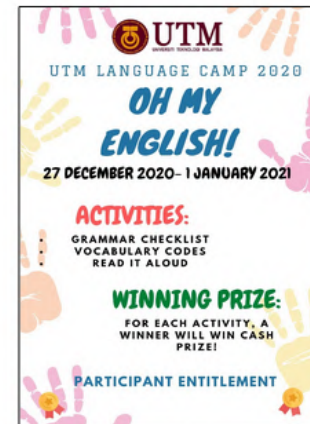 UTM
UNIVERSITI TEKNOLOGI MALAYSIA
UTM LANGUAGE CAMP 2020
OH MY
ENGLISH!
27 DECEMBER 2020- 1 JANUARY 2021
ACTIVITIES:
GRAMMAR CHECKLIST
VOCABULARY CODES
READ IT ALOUD
WINNING PRIZE:
FOR EACH ACTIVITY, A
WINNER WILL WIN CASH
PRIZE!
PARTICIPANT ENTITLEMENT